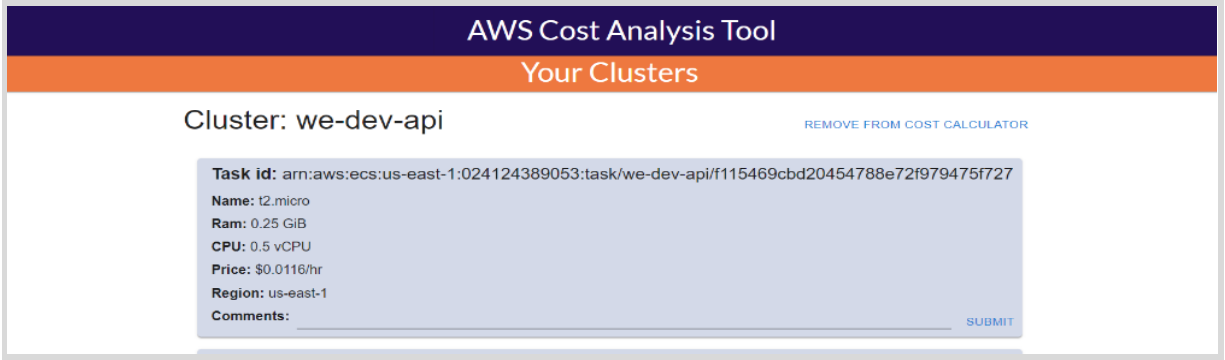 AWS Cost Analysis Tool
Your Clusters
Cluster: we-dev-api
REMOVE FROM COST CALCULATOR
Task id: arn:aws:ecs:us-east-1:024124389053:task/we-dev-api/f115469cbd20454788e72f979475f727
Name: t2.micro
Ram: 0.25 GiB
CPU: 0.5 vCPU
Price: $0.0116/hr
Region: us-east-1
Comments:
SUBMIT